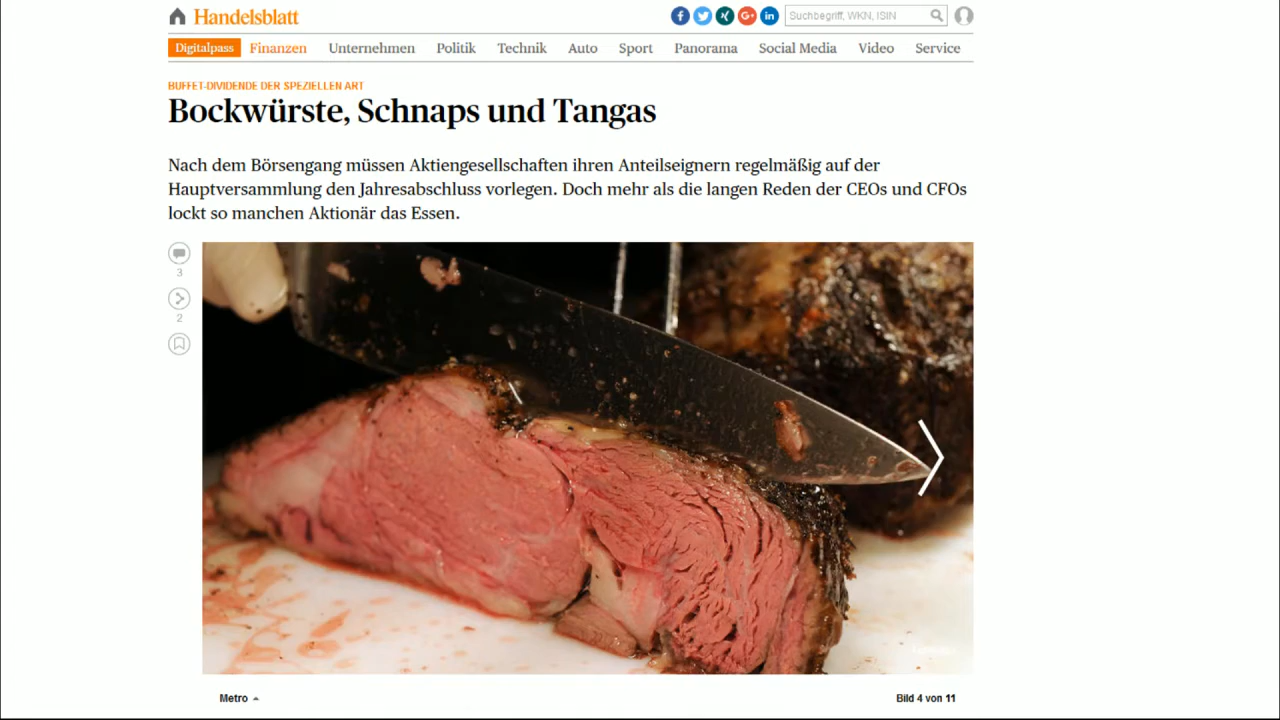 Handelsblatt
Suchbegriff, WKN, ISIN
Digitalpass Finanzen Unternehmen Politik Technik Auto Sport Panorama Social Media Video Service
BUFFET-DIVIDENDE DER SPEZIELLEN ART
Bockwürste, Schnaps und Tangas
Nach dem Börsengang müssen Aktiengesellschaften ihren Anteilseignern regelmäßig auf der
Hauptversammlung den Jahresabschluss vorlegen. Doch mehr als die langen Reden der CEOs und CFOs
lockt so manchen Aktionär das Essen.
3
2
Metro
Bild 4 von 11